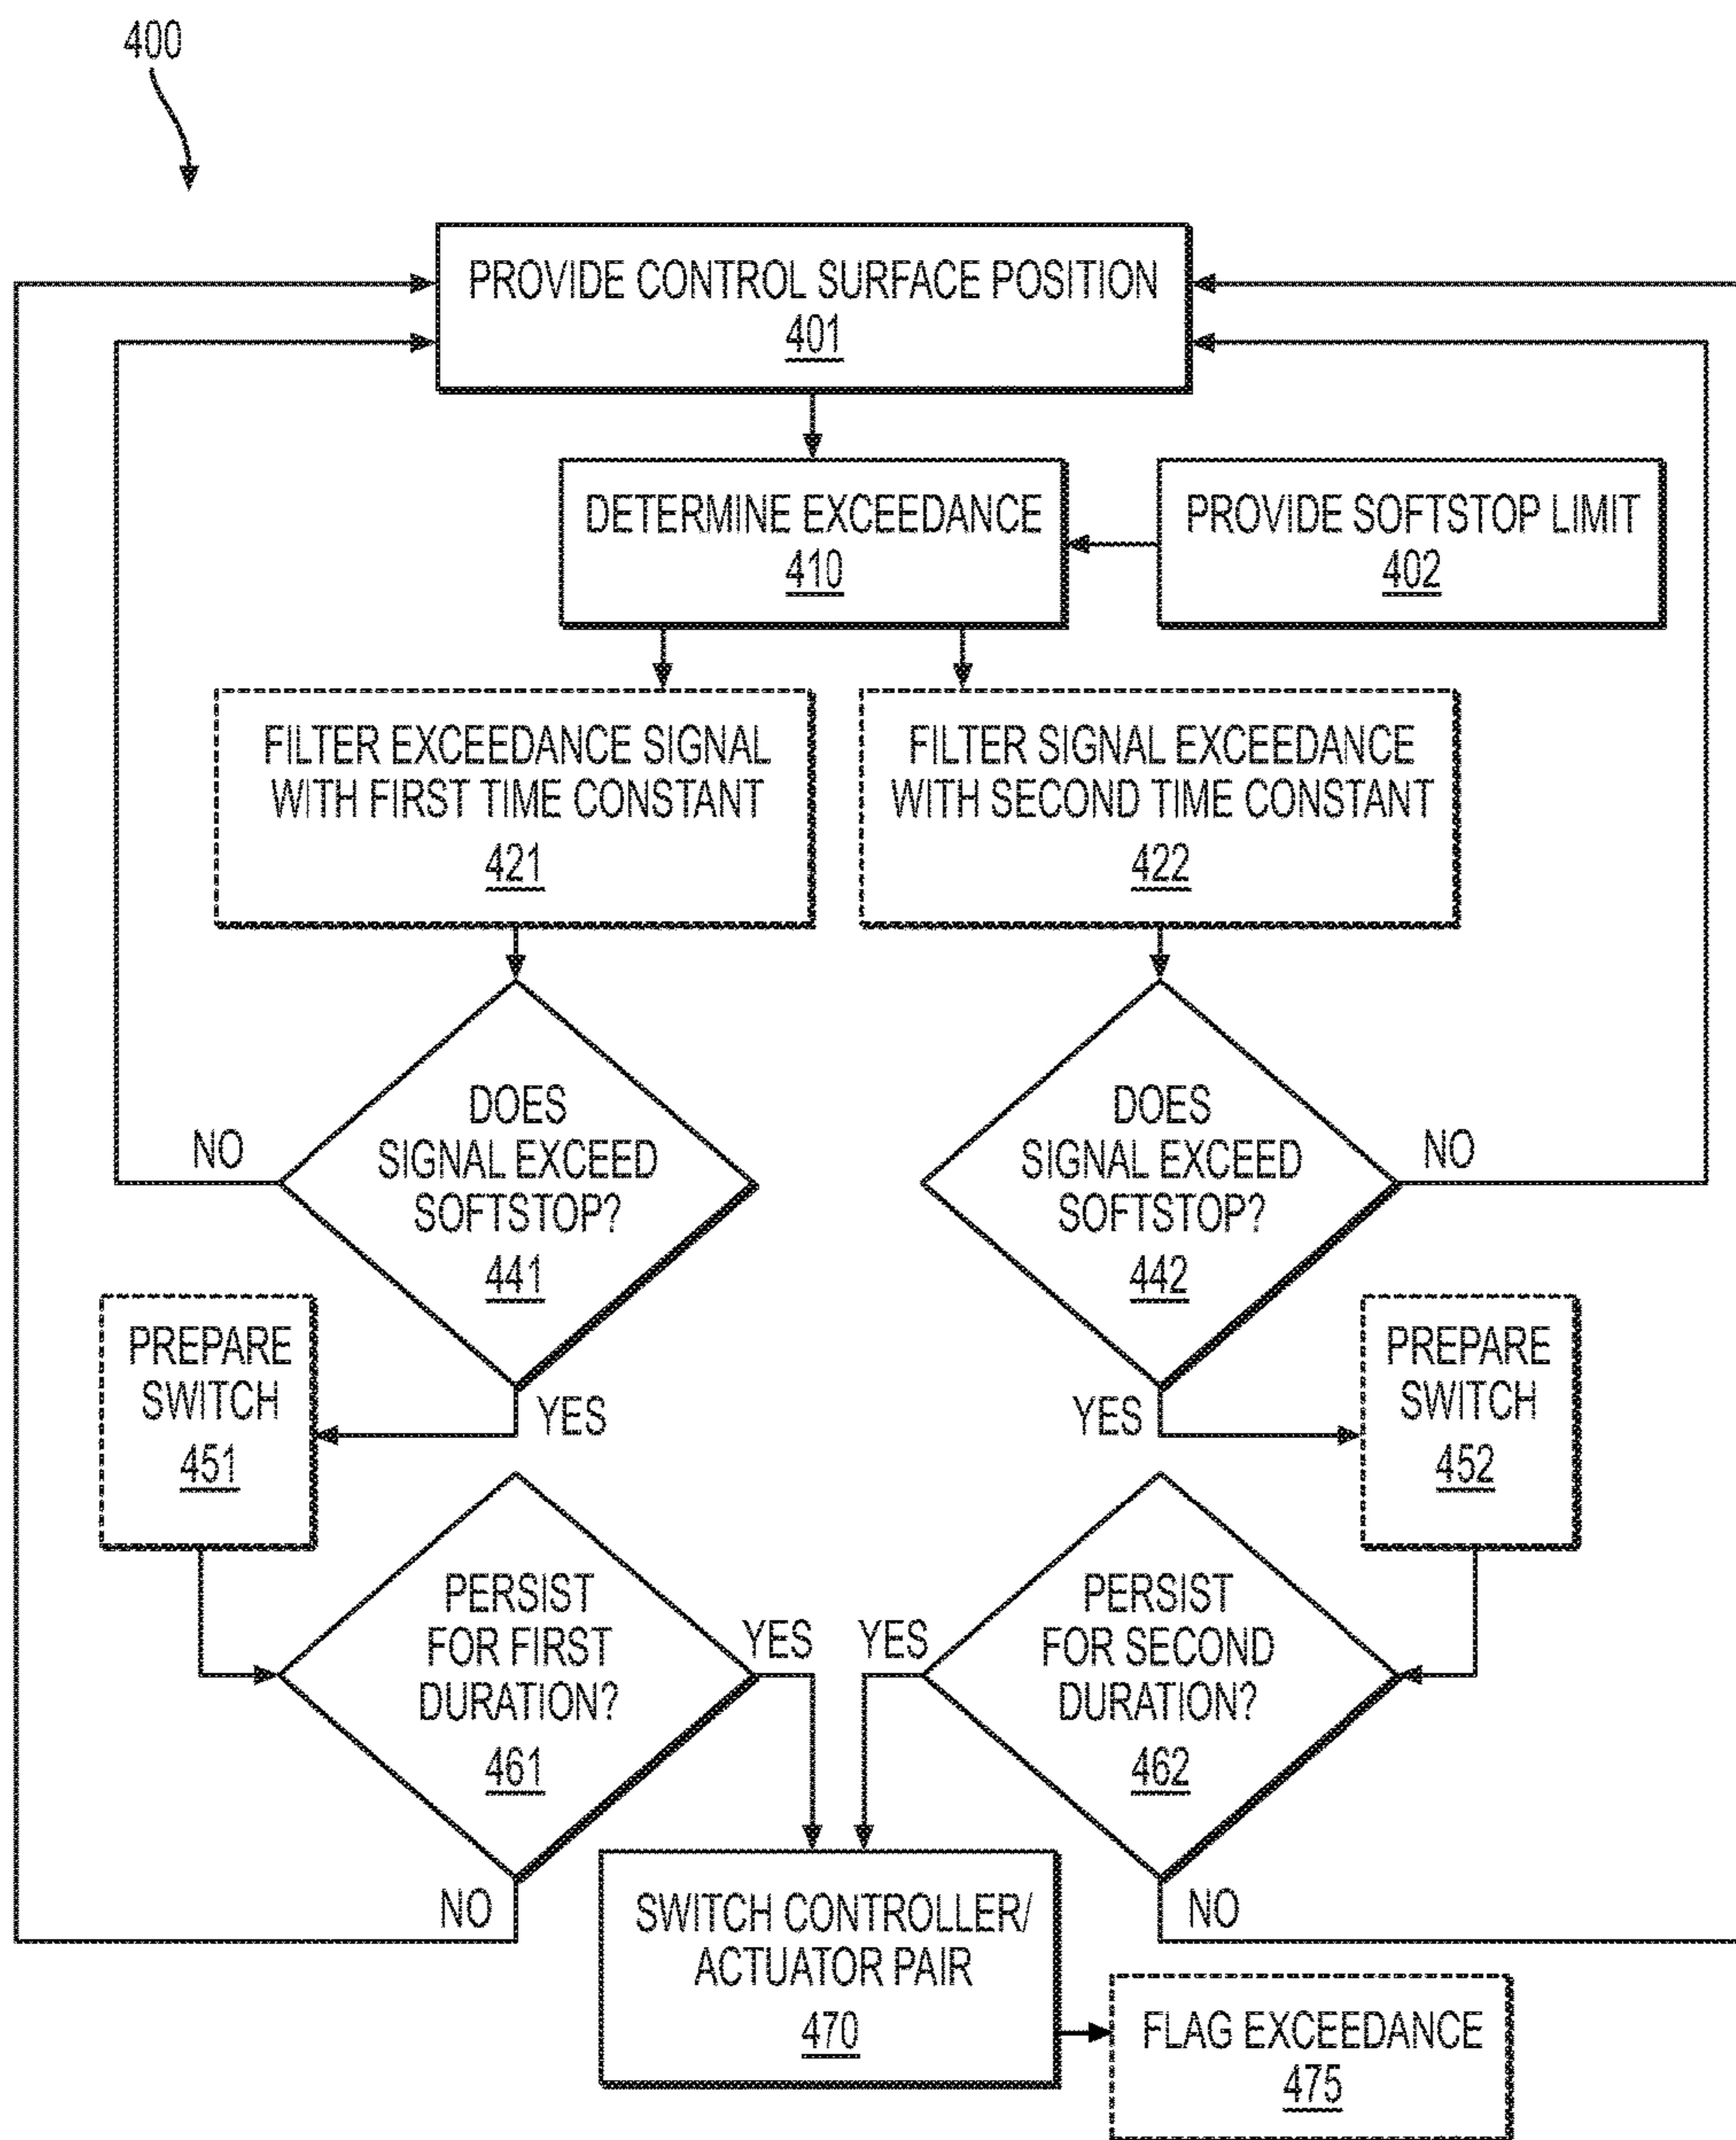 400
PROVIDE CONTROL SURFACE POSITION
401
DETERMINE EXCEEDANCE
410
PROVIDE SOFTSTOP LIMIT
402
FILTER EXCEEDANCE SIGNAL
WITH FIRST TIME CONSTANT
421
FILTER SIGNAL EXCEEDANCE
WITH SECOND TIME CONSTANT
422
DOES
SIGNAL EXCEED
SOFTSTOP?
441
NO
YES
DOES
SIGNAL EXCEED
SOFTSTOP?
442
NO
YES
PREPARE
SWITCH
451
PREPARE
SWITCH
452
PERSIST
FOR FIRST
DURATION?
461
YES
NO
PERSIST
FOR SECOND
DURATION?
462
YES
NO
SWITCH CONTROLLER/
ACTUATOR PAIR
470
FLAG EXCEEDANCE
475